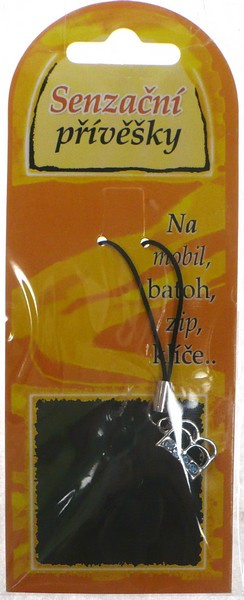 Senzační
přívěšky
Na
mobil,
batoh,
zip,
klíče..